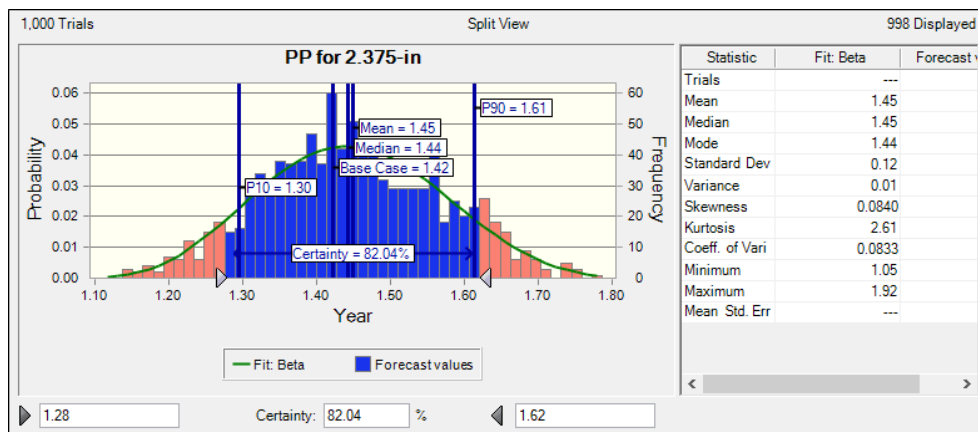 1,000 Trials Split View 998 Displayed
PP for 2.375-in
0.06 60
0.05 50
0.04 40
0.03 30
0.02 20
0.01 10
0.00 0
Probability
Frequency
P90 = 1.61
Mean = 1.45
Median = 1.44
Base Case = 1.42
P10 = 1.30
Certainty = 82.04%
1.10 1.20 1.30 1.40 1.50 1.60 1.70 1.80
Year
Fit: Beta Forecast values
Statistic Fit: Beta Forecast
Trials ---
Mean 1.45
Median 1.45
Mode 1.44
Standard Dev 0.12
Variance 0.01
Skewness 0.0840
Kurtosis 2.61
Coeff. of Vari 0.0833
Minimum 1.05
Maximum 1.92
Mean Std. Err ---
1.28 Certainty: 82.04 % 1.62